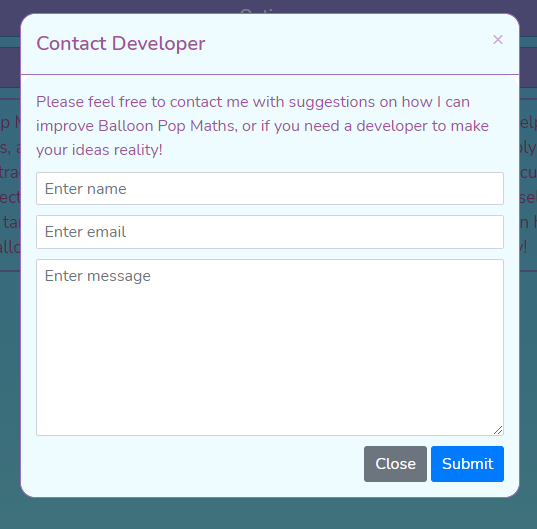 Contact Developer
×
Please feel free to contact me with suggestions on how I can
improve Balloon Pop Maths, or if you need a developer to make
your ideas reality!
Enter name
Enter email
Enter message
Close
Submit